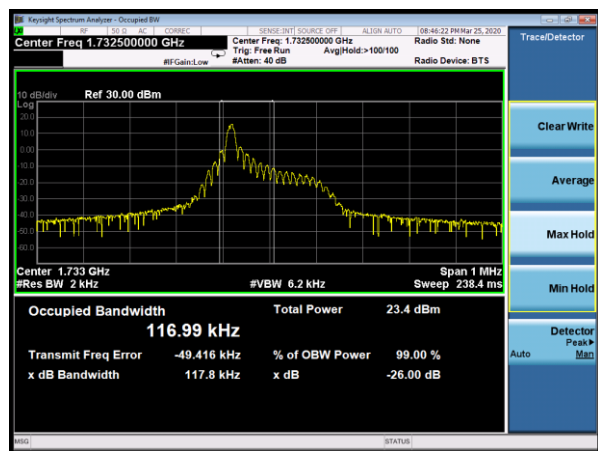 Keysight Spectrum Analyzer - Occupied BW
RF 50 Ω AC CORREC SENSE:INT SOURCE OFF ALIGN AUTO 08:46:22 PM Mar 25, 2020
Center Freq 1.732500000 GHz
Center Freq: 1.732500000 GHz
Radio Std: None
Trig: Free Run Avg|Hold:>100/100
#IFGain:Low #Atten: 40 dB Radio Device: BTS
Trace/Detector
10 dB/div Ref 30.00 dBm
Log
20.0
10.0
0.00
-10.0
-20.0
-30.0
-40.0
-50.0
-60.0
Center 1.733 GHz Span 1 MHz
#Res BW 2 kHz #VBW 6.2 kHz Sweep 238.4 ms
Occupied Bandwidth Total Power 23.4 dBm
116.99 kHz
Transmit Freq Error -49.416 kHz % of OBW Power 99.00 %
x dB Bandwidth 117.8 kHz x dB -26.00 dB
Clear Write
Average
Max Hold
Min Hold
Detector
Peak▶
Auto Man
MSG STATUS